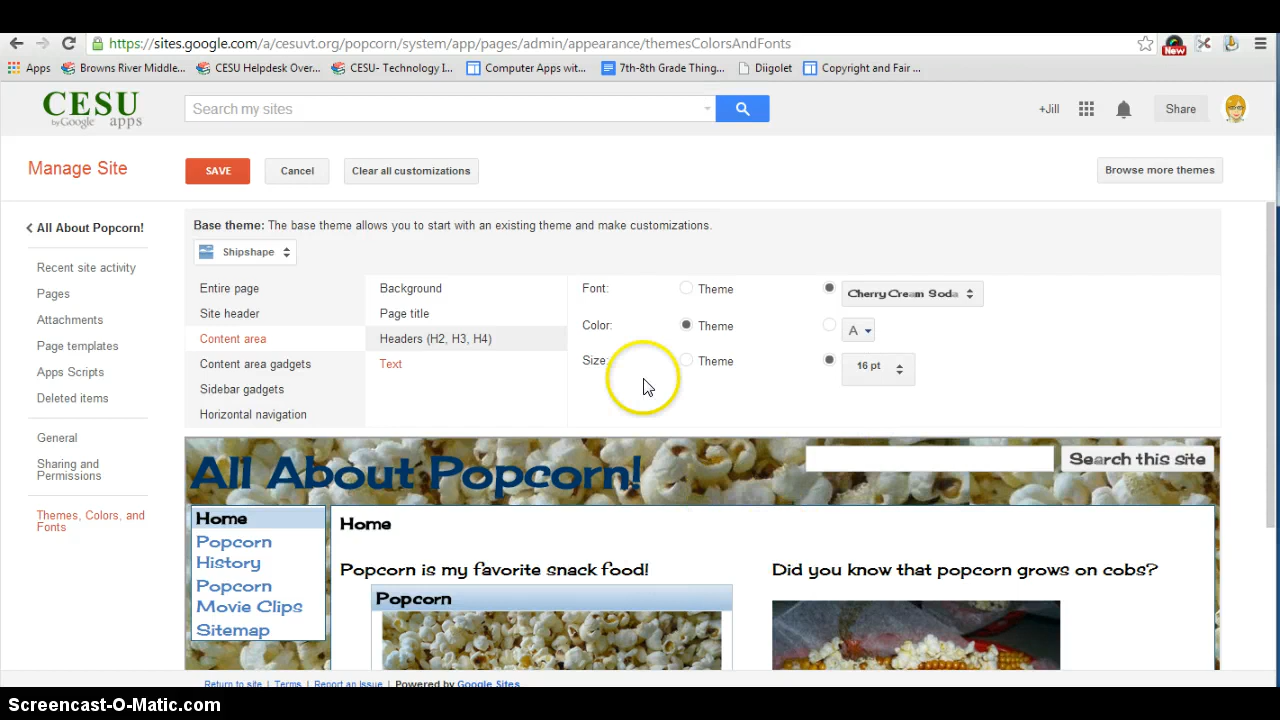 https://sites.google.com/a/cesuvt.org/popcorn/system/app/pages/admin/appearance/themesColorsAndFonts
New
Apps Browns River Middle... CESU Helpdesk Over... CESU- Technology I... Computer Apps wit... 7th-8th Grade Thing... Diigolet Copyright and Fair ...
CESU
by Google apps
Search my sites
+Jill
Share
Manage Site
SAVE
Cancel
Clear all customizations
Browse more themes
All About Popcorn!
Recent site activity
Pages
Attachments
Page templates
Apps Scripts
Deleted items
General
Sharing and
Permissions
Themes, Colors, and
Fonts
Base theme: The base theme allows you to start with an existing theme and make customizations.
Shipshape
Entire page
Site header
Content area
Content area gadgets
Sidebar gadgets
Horizontal navigation
Background
Page title
Headers (H2, H3, H4)
Text
Font: Theme Cherry Cream Soda
Color: Theme A
Size: Theme 16 pt
All About Popcorn!
Search this site
Home
Popcorn
History
Popcorn
Movie Clips
Sitemap
Home
Popcorn is my favorite snack food!
Popcorn
Did you know that popcorn grows on cobs?
Return to site | Terms | Report an Issue | Powered by Google Sites
Screencast-O-Matic.com